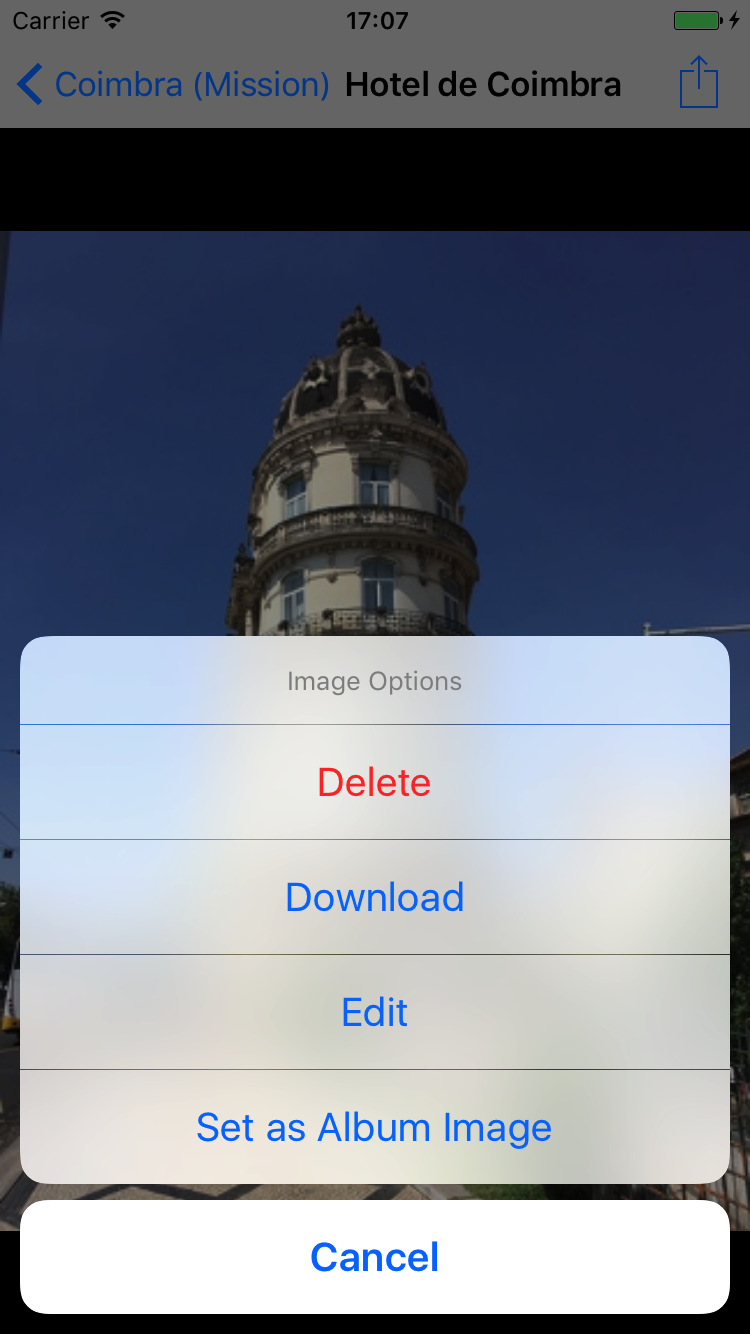 Carrier 17:07
Coimbra (Mission) Hotel de Coimbra
Image Options
Delete
Download
Edit
Set as Album Image
Cancel